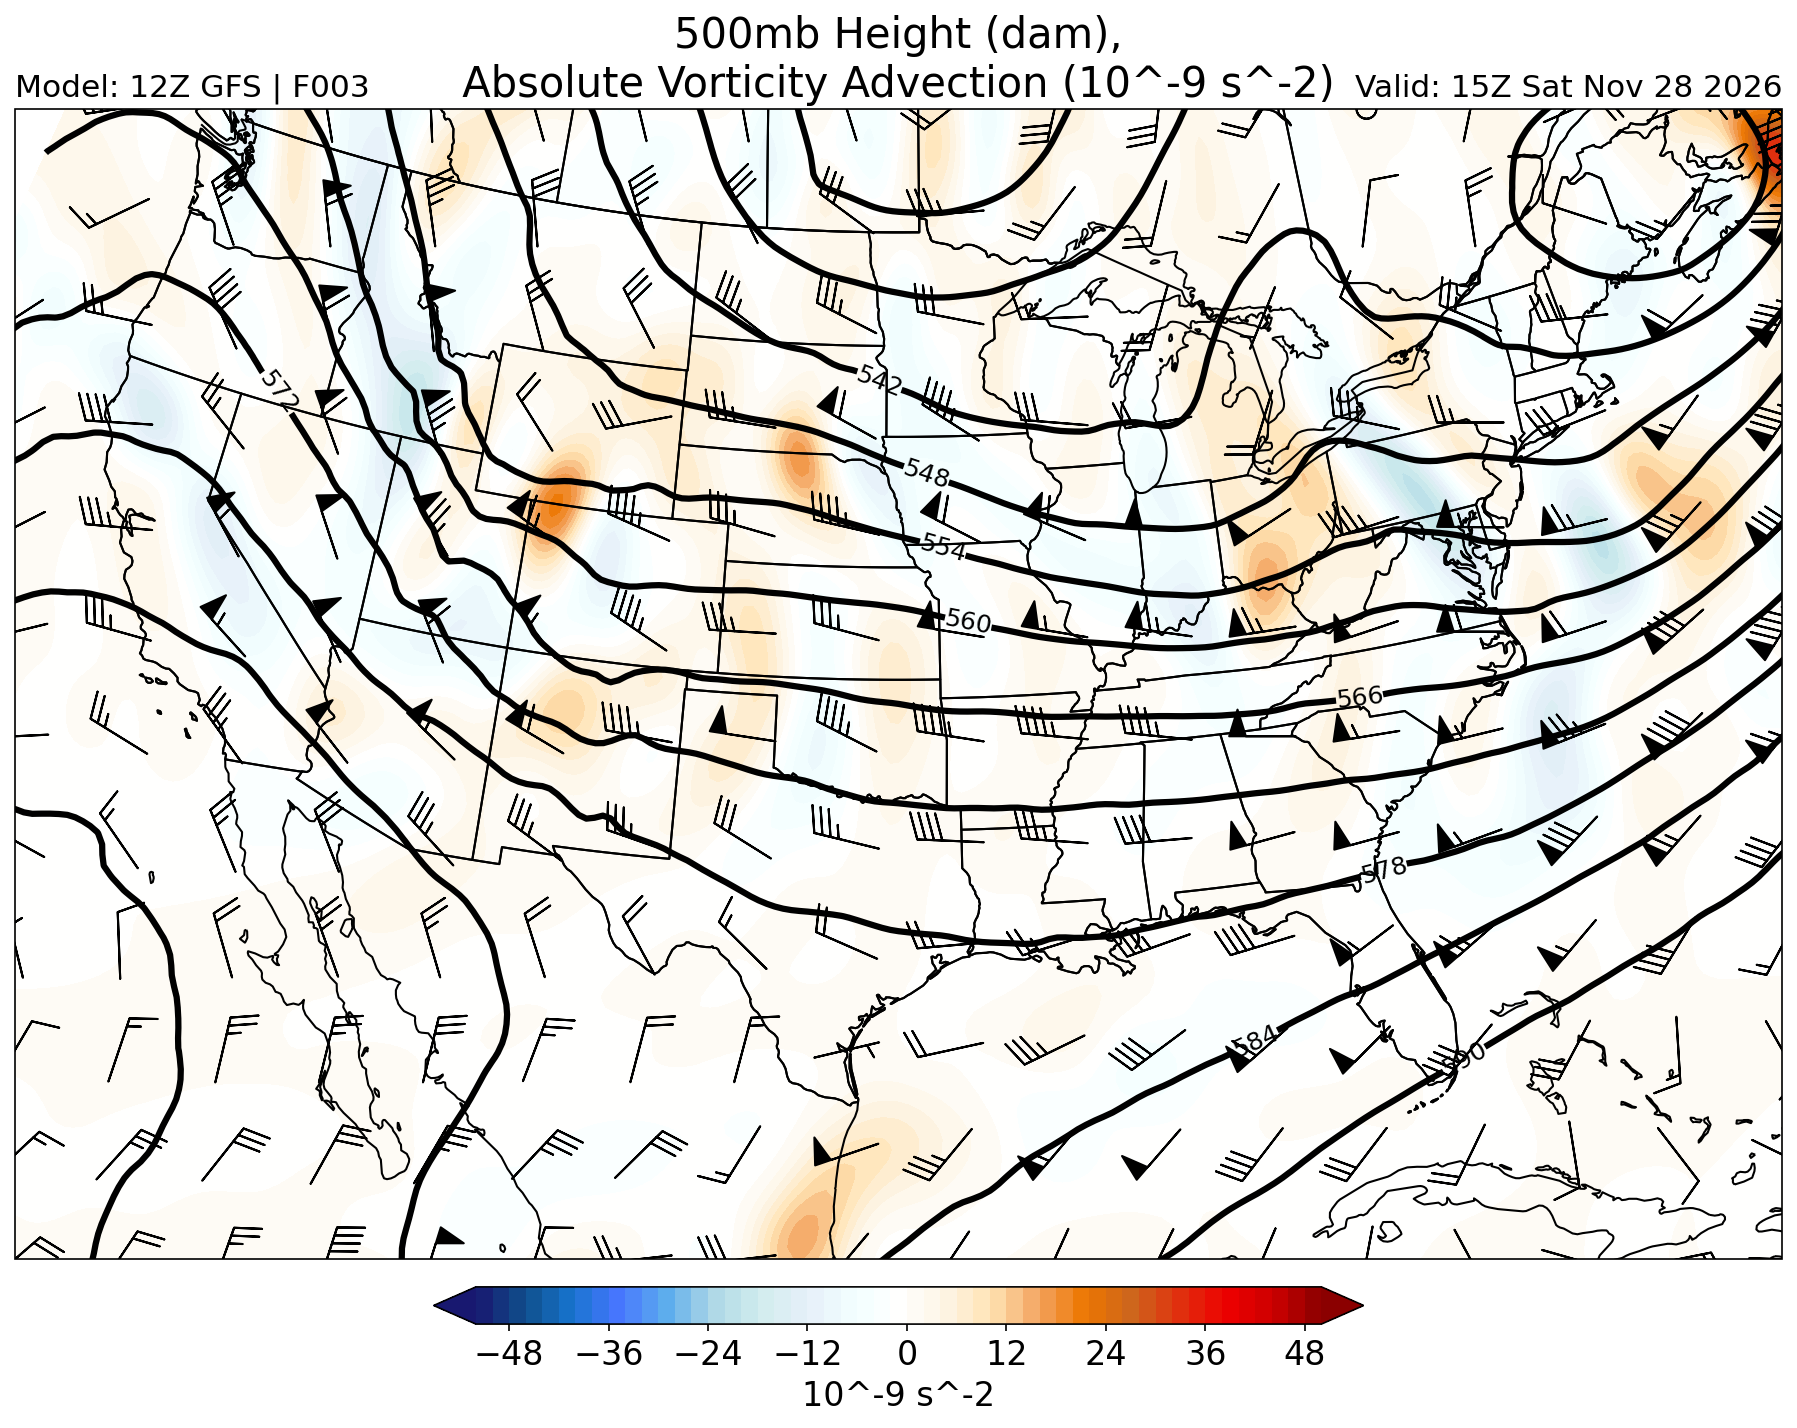 500mb Height (dam),
Model: 12Z GFS | F003
Absolute Vorticity Advection (10^-9 s^-2)
Valid: 15Z Sat Nov 28 2026
572
542
548
554
560
566
578
584
590
−48 −36 −24 −12 0 12 24 36 48
10^-9 s^-2